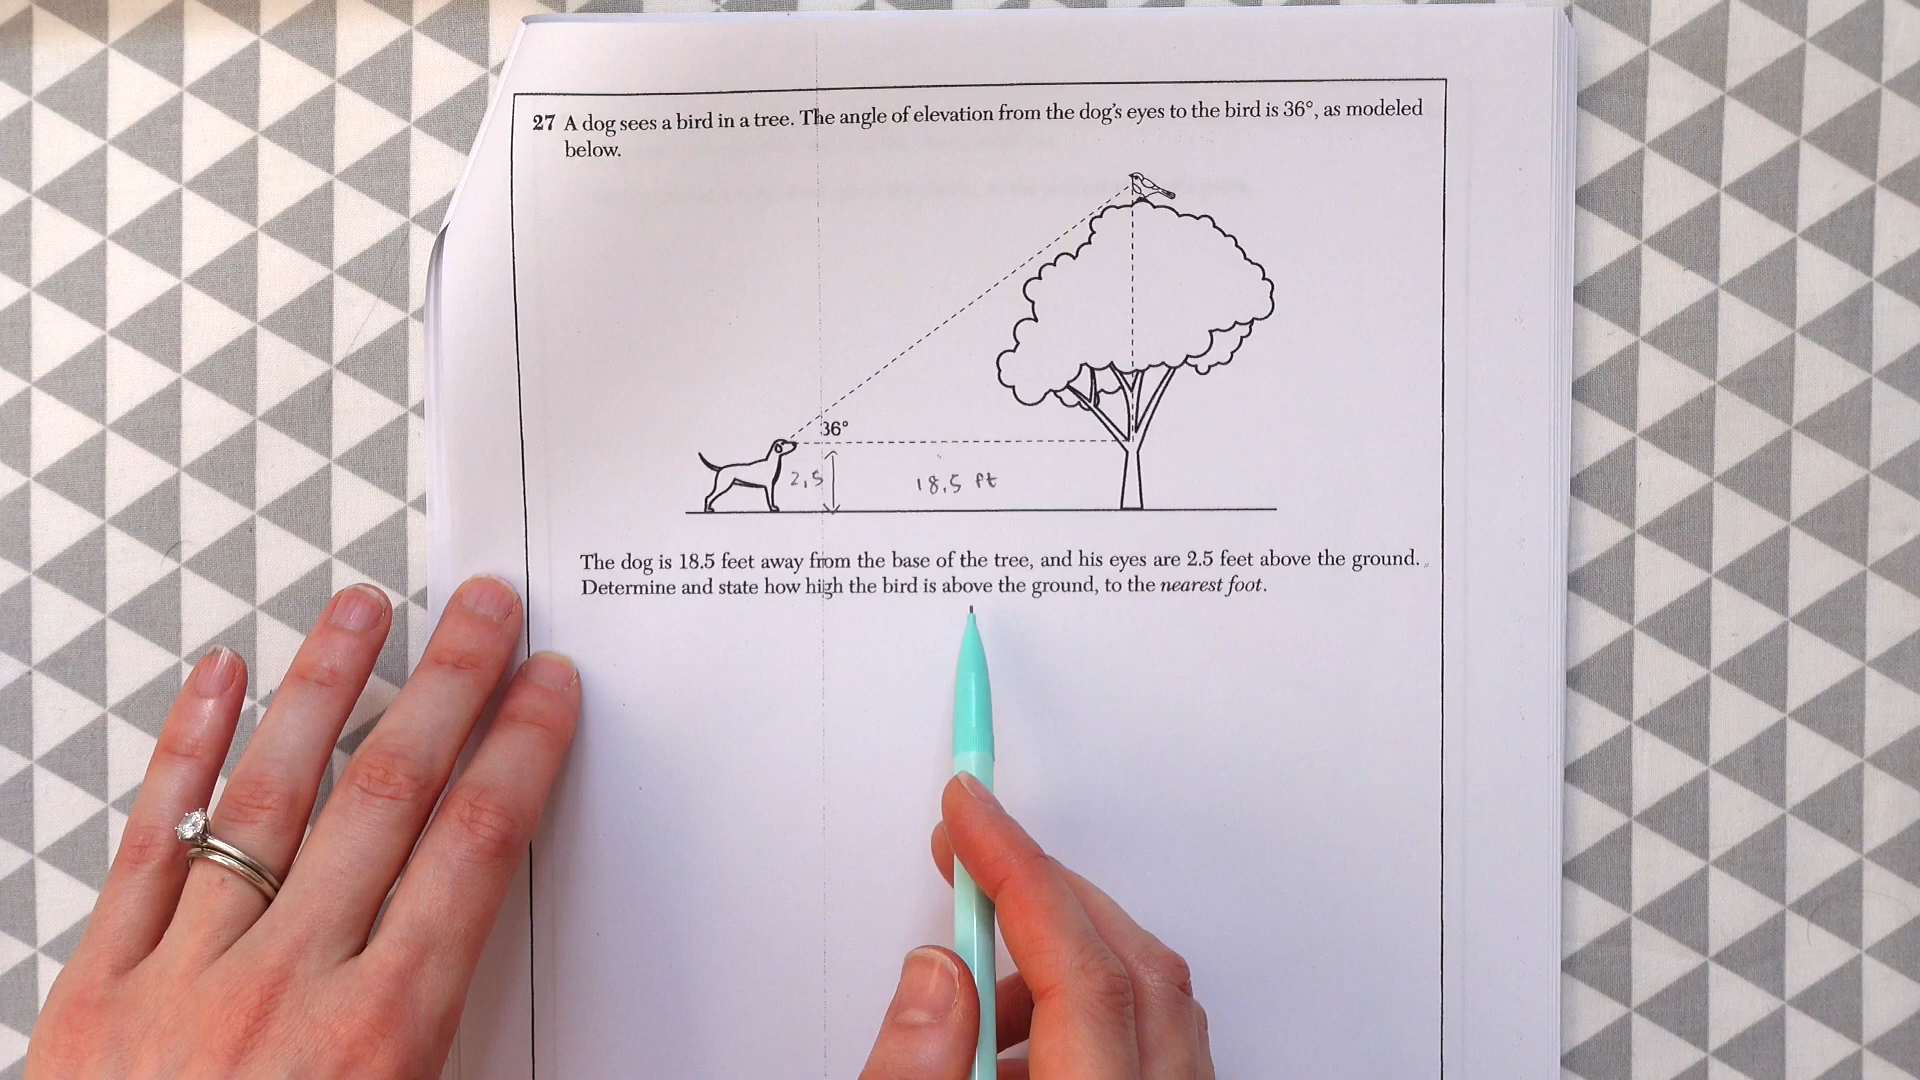 27 A dog sees a bird in a tree. The angle of elevation from the dog's eyes to the bird is 36°, as modeled
below.
36°
2.5
18.5 ft
The dog is 18.5 feet away from the base of the tree, and his eyes are 2.5 feet above the ground.
Determine and state how high the bird is above the ground, to the nearest foot.